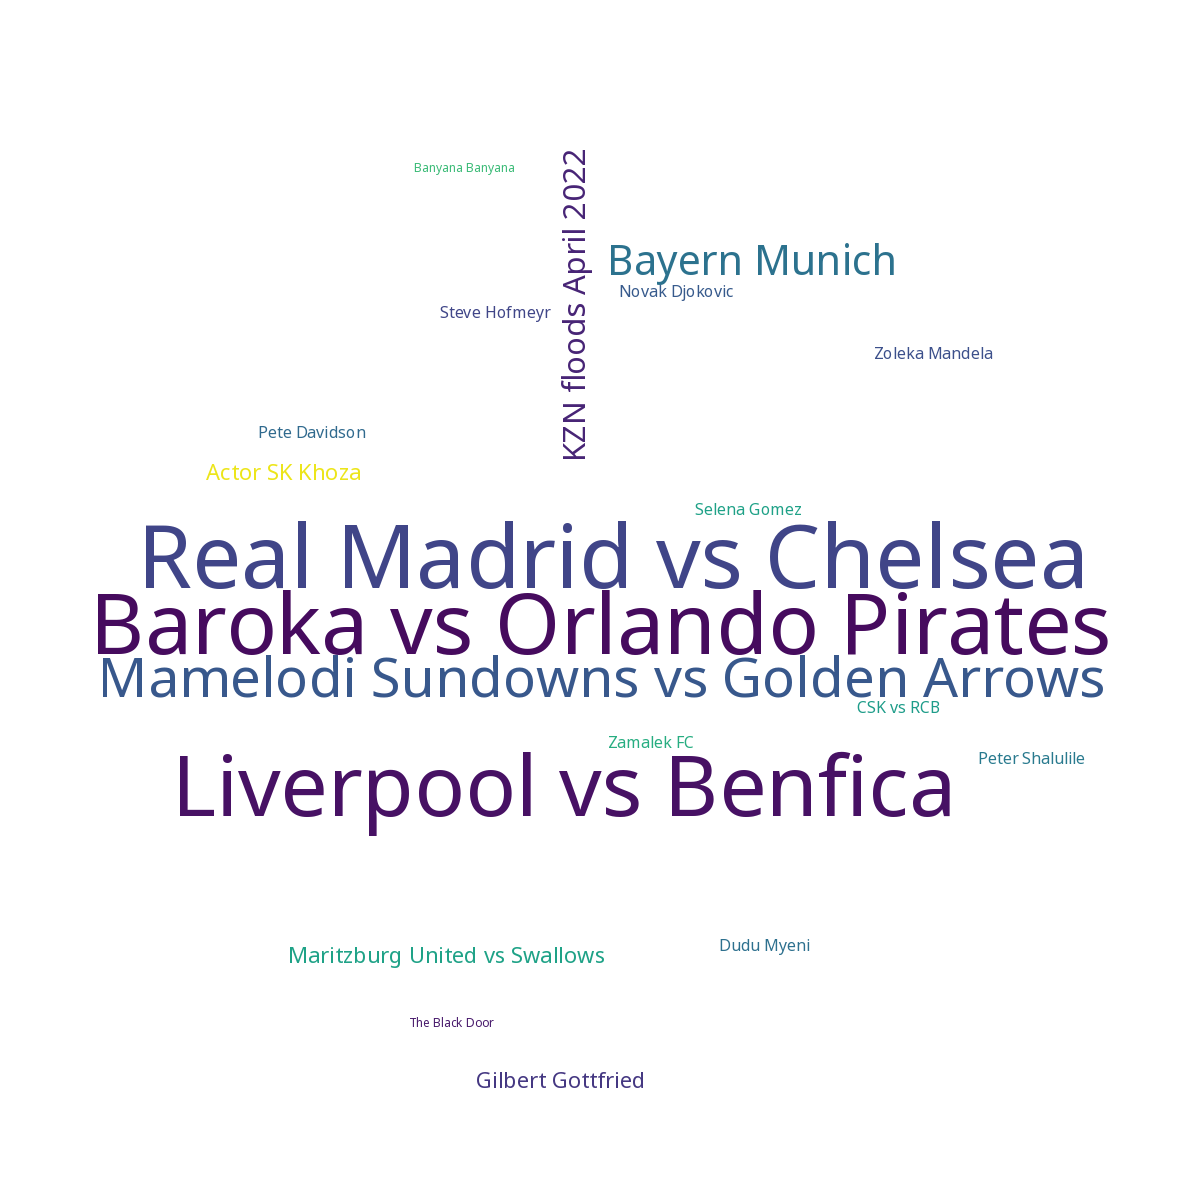 Banyana Banyana
KZN floods April 2022
Bayern Munich
Novak Djokovic
Steve Hofmeyr
Zoleka Mandela
Pete Davidson
Actor SK Khoza
Selena Gomez
Real Madrid vs Chelsea
Baroka vs Orlando Pirates
Mamelodi Sundowns vs Golden Arrows
CSK vs RCB
Zamalek FC
Peter Shalulile
Liverpool vs Benfica
Dudu Myeni
Maritzburg United vs Swallows
The Black Door
Gilbert Gottfried